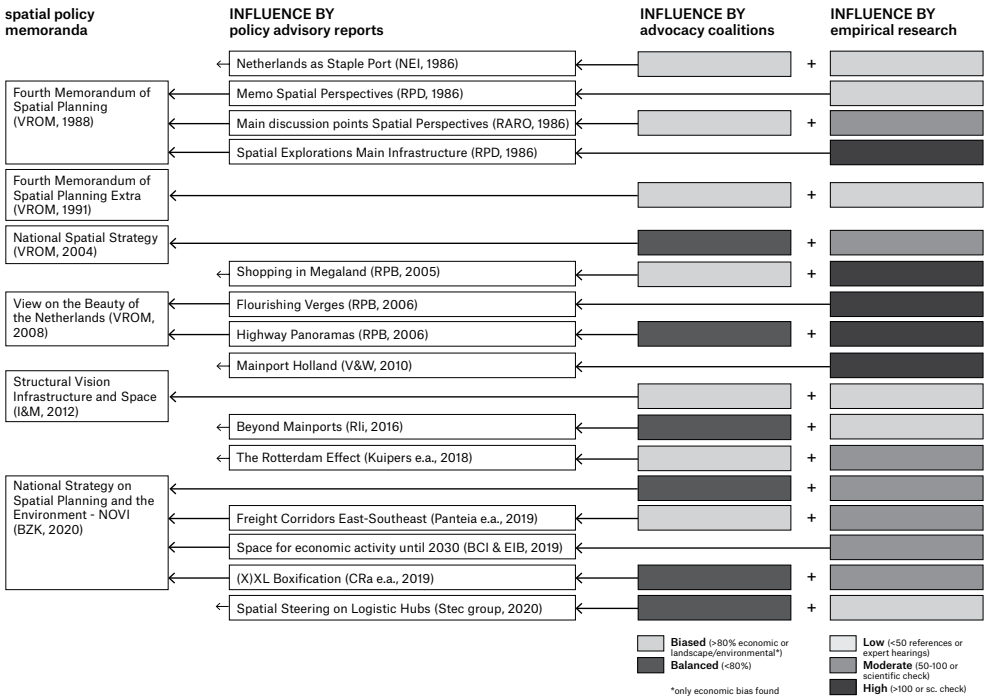 spatial policy
memoranda
INFLUENCE BY
policy advisory reports
INFLUENCE BY
advocacy coalitions
INFLUENCE BY
empirical research
Netherlands as Staple Port (NEI, 1986)
+
Fourth Memorandum of
Spatial Planning
(VROM, 1988)
Memo Spatial Perspectives (RPD, 1986)
Main discussion points Spatial Perspectives (RARO, 1986)
+
Spatial Explorations Main Infrastructure (RPD, 1986)
Fourth Memorandum of
Spatial Planning Extra
(VROM, 1991)
+
National Spatial Strategy
(VROM, 2004)
+
Shopping in Megaland (RPB, 2005)
+
View on the Beauty of
the Netherlands (VROM,
2008)
Flourishing Verges (RPB, 2006)
Highway Panoramas (RPB, 2006)
+
Mainport Holland (V&W, 2010)
Structural Vision
Infrastructure and Space
(I&M, 2012)
+
Beyond Mainports (Rli, 2016)
+
The Rotterdam Effect (Kuipers e.a., 2018)
+
National Strategy on
Spatial Planning and the
Environment - NOVI
(BZK, 2020)
+
Freight Corridors East-Southeast (Panteia e.a., 2019)
+
Space for economic activity until 2030 (BCI & EIB, 2019)
(X)XL Boxification (CRa e.a., 2019)
+
Spatial Steering on Logistic Hubs (Stec group, 2020)
+
Biased (>80% economic or
landscape/environmental*)
Balanced (<80%)
*only economic bias found
Low (<50 references or
expert hearings)
Moderate (50-100 or
scientific check)
High (>100 or sc. check)